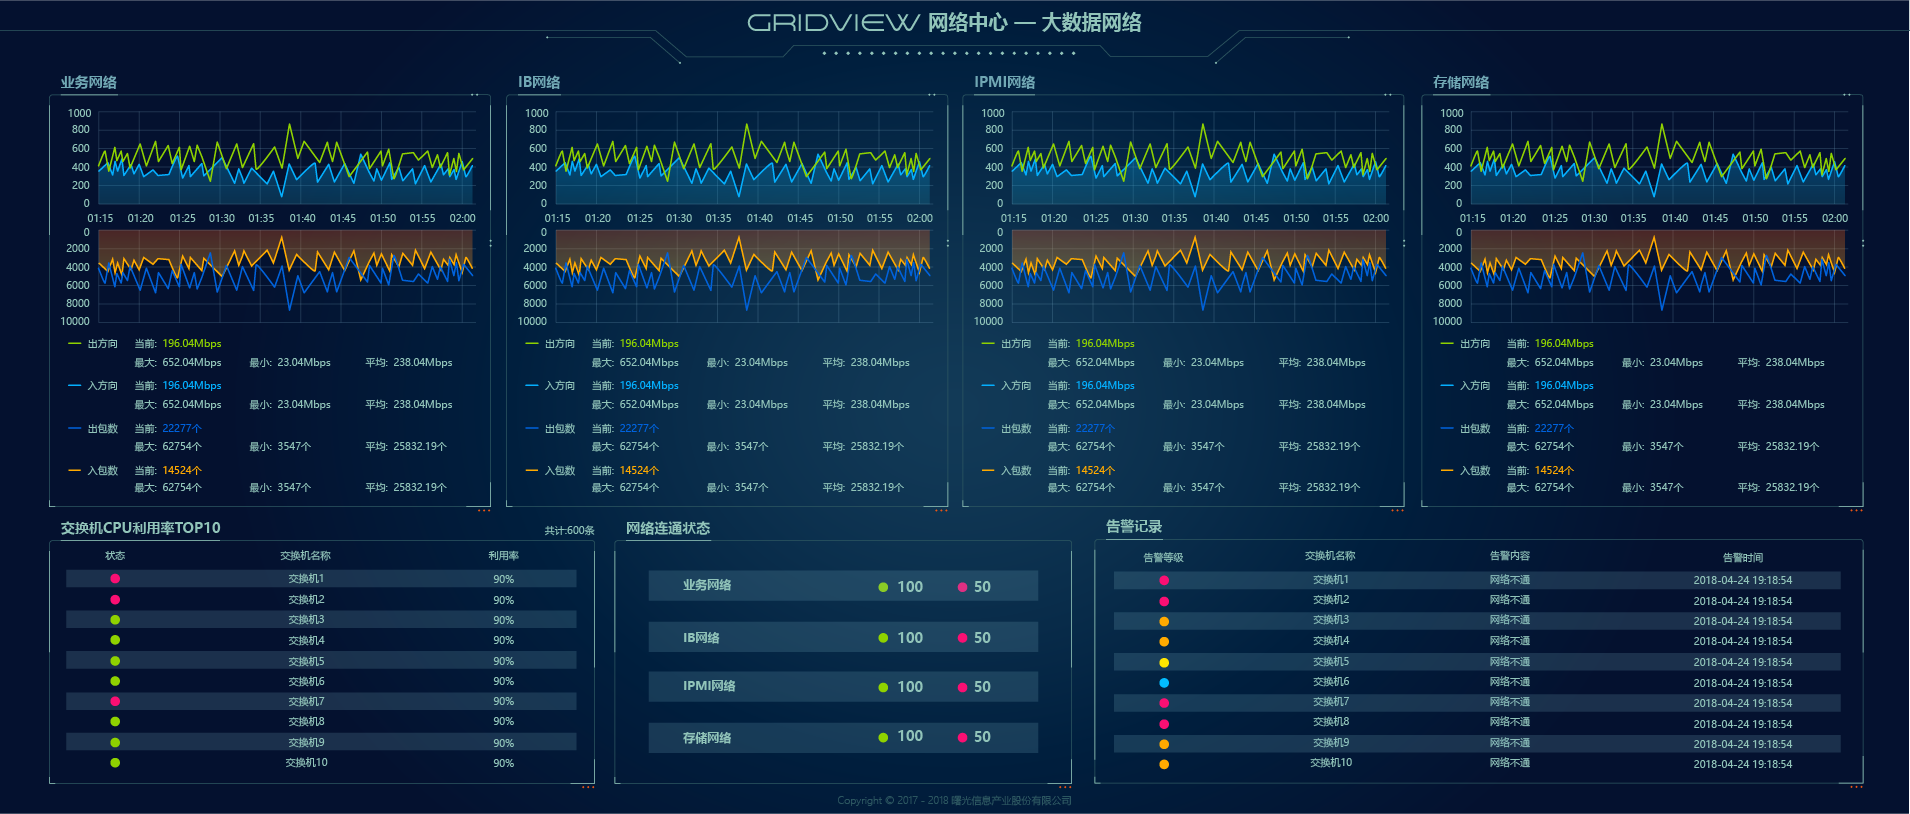 GRIDVIEW 网络中心 — 大数据网络
业务网络
1000
800
600
400
200
0
01:15 01:20 01:25 01:30 01:35 01:40 01:45 01:50 01:55 02:00
0
2000
4000
6000
8000
10000
出方向 当前: 196.04Mbps
最大: 652.04Mbps 最小: 23.04Mbps 平均: 238.04Mbps
入方向 当前: 196.04Mbps
最大: 652.04Mbps 最小: 23.04Mbps 平均: 238.04Mbps
出包数 当前: 22277个
最大: 62754个 最小: 3547个 平均: 25832.19个
入包数 当前: 14524个
最大: 62754个 最小: 3547个 平均: 25832.19个
IB网络
1000
800
600
400
200
0
01:15 01:20 01:25 01:30 01:35 01:40 01:45 01:50 01:55 02:00
0
2000
4000
6000
8000
10000
出方向 当前: 196.04Mbps
最大: 652.04Mbps 最小: 23.04Mbps 平均: 238.04Mbps
入方向 当前: 196.04Mbps
最大: 652.04Mbps 最小: 23.04Mbps 平均: 238.04Mbps
出包数 当前: 22277个
最大: 62754个 最小: 3547个 平均: 25832.19个
入包数 当前: 14524个
最大: 62754个 最小: 3547个 平均: 25832.19个
IPMI网络
1000
800
600
400
200
0
01:15 01:20 01:25 01:30 01:35 01:40 01:45 01:50 01:55 02:00
0
2000
4000
6000
8000
10000
出方向 当前: 196.04Mbps
最大: 652.04Mbps 最小: 23.04Mbps 平均: 238.04Mbps
入方向 当前: 196.04Mbps
最大: 652.04Mbps 最小: 23.04Mbps 平均: 238.04Mbps
出包数 当前: 22277个
最大: 62754个 最小: 3547个 平均: 25832.19个
入包数 当前: 14524个
最大: 62754个 最小: 3547个 平均: 25832.19个
存储网络
1000
800
600
400
200
0
01:15 01:20 01:25 01:30 01:35 01:40 01:45 01:50 01:55 02:00
0
2000
4000
6000
8000
10000
出方向 当前: 196.04Mbps
最大: 652.04Mbps 最小: 23.04Mbps 平均: 238.04Mbps
入方向 当前: 196.04Mbps
最大: 652.04Mbps 最小: 23.04Mbps 平均: 238.04Mbps
出包数 当前: 22277个
最大: 62754个 最小: 3547个 平均: 25832.19个
入包数 当前: 14524个
最大: 62754个 最小: 3547个 平均: 25832.19个
交换机CPU利用率TOP10 共计:600条
状态 交换机名称 利用率
交换机1 90%
交换机2 90%
交换机3 90%
交换机4 90%
交换机5 90%
交换机6 90%
交换机7 90%
交换机8 90%
交换机9 90%
交换机10 90%
网络连通状态
业务网络 100 50
IB网络 100 50
IPMI网络 100 50
存储网络 100 50
告警记录
告警等级 交换机名称 告警内容 告警时间
交换机1 网络不通 2018-04-24 19:18:54
交换机2 网络不通 2018-04-24 19:18:54
交换机3 网络不通 2018-04-24 19:18:54
交换机4 网络不通 2018-04-24 19:18:54
交换机5 网络不通 2018-04-24 19:18:54
交换机6 网络不通 2018-04-24 19:18:54
交换机7 网络不通 2018-04-24 19:18:54
交换机8 网络不通 2018-04-24 19:18:54
交换机9 网络不通 2018-04-24 19:18:54
交换机10 网络不通 2018-04-24 19:18:54
Copyright © 2017 - 2018 曙光信息产业股份有限公司